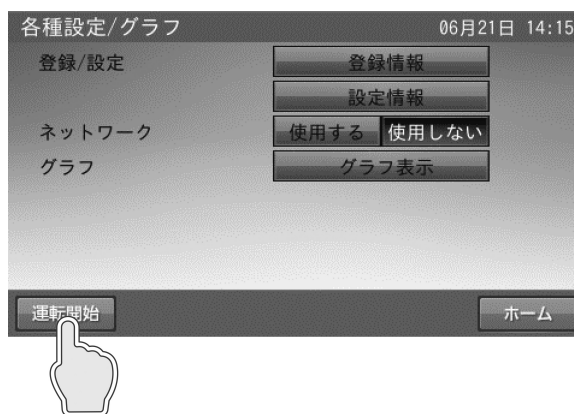 各種設定/グラフ 06月21日 14:15
登録/設定 登録情報
設定情報
ネットワーク 使用する 使用しない
グラフ グラフ表示
運転開始 ホーム